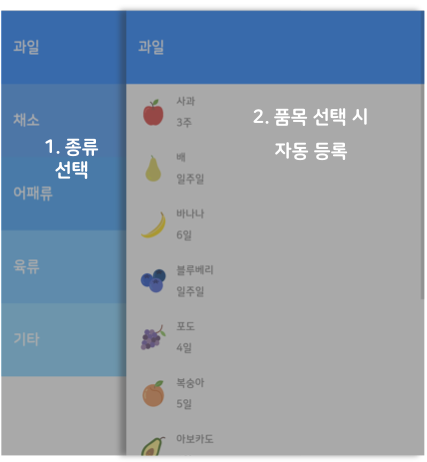 과일
채소
1. 종류
선택
어패류
육류
기타
과일
2. 품목 선택 시
자동 등록
사과
3주
배
일주일
바나나
6일
블루베리
일주일
포도
4일
복숭아
5일
아보카도